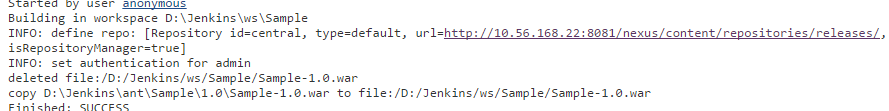 Started by user anonymous
Building in workspace D:\Jenkins\ws\Sample
INFO: define repo: [Repository id=central, type=default, url=http://10.56.168.22:8081/nexus/content/repositories/releases/,
isRepositoryManager=true]
INFO: set authentication for admin
deleted file:/D:/Jenkins/ws/Sample/Sample-1.0.war
copy D:\Jenkins\ant\Sample\1.0\Sample-1.0.war to file:/D:/Jenkins/ws/Sample/Sample-1.0.war
Finished: SUCCESS